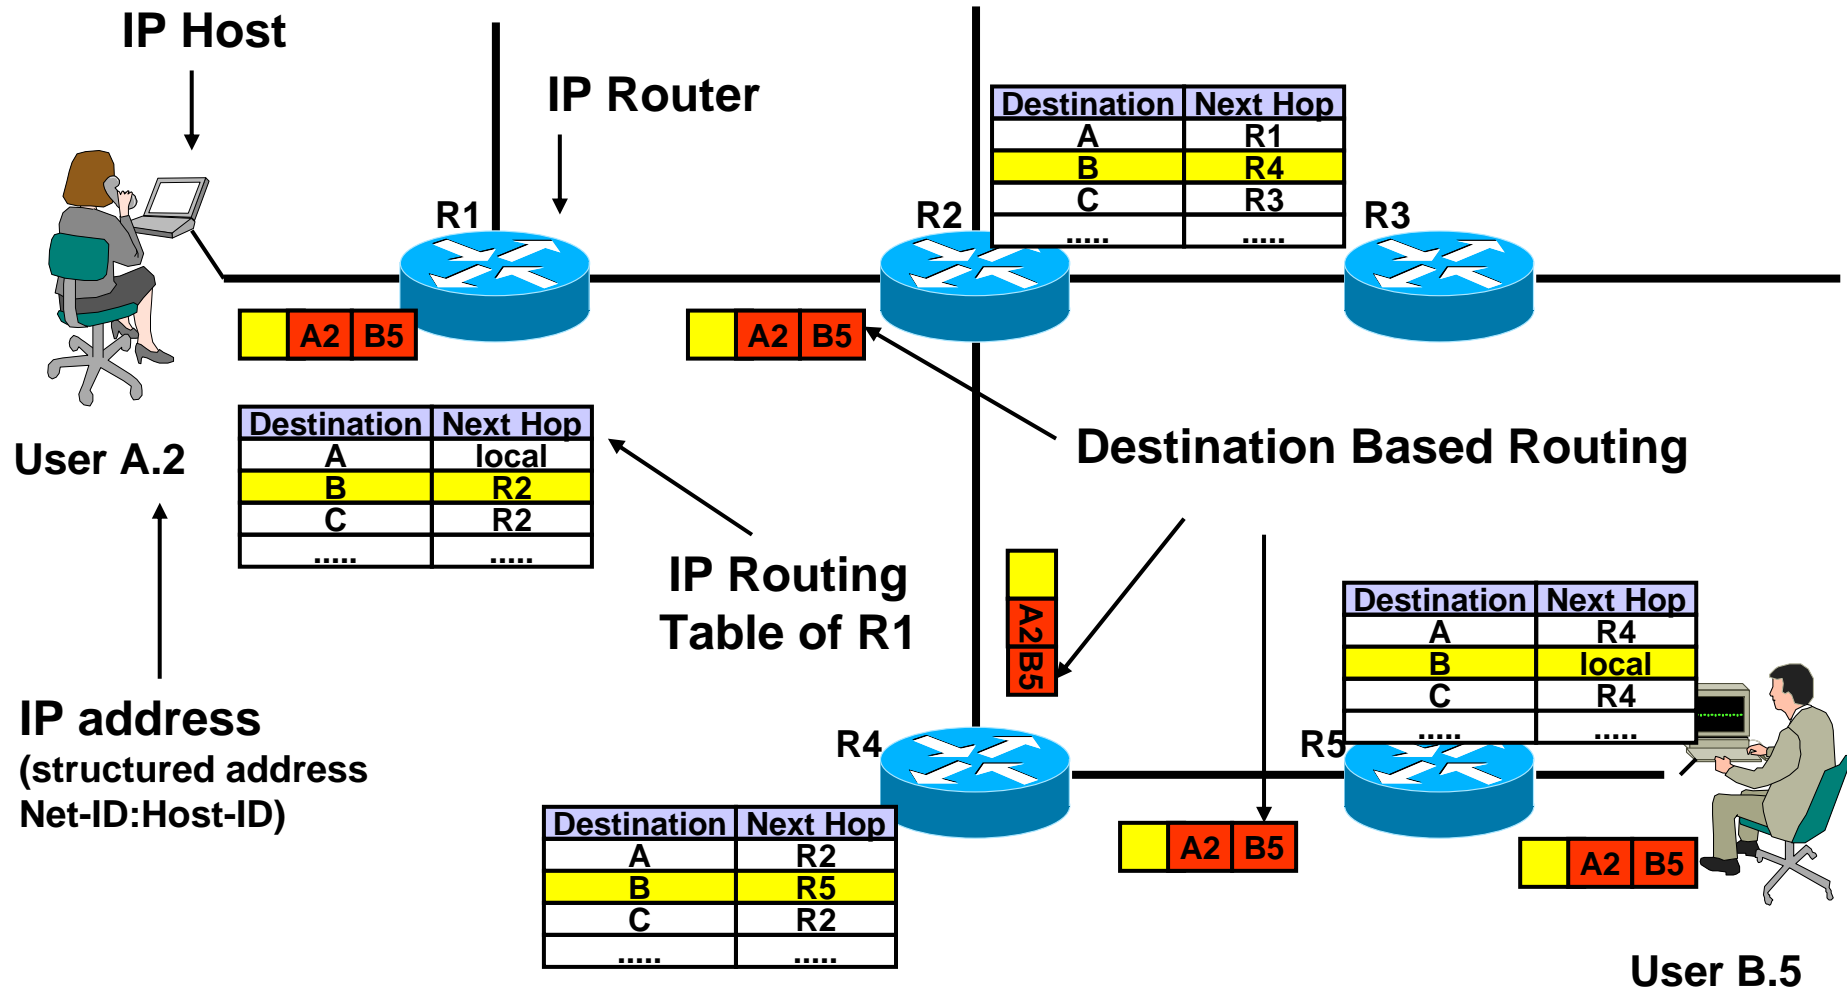 IP Host
IP Router
Destination Next Hop
A R1
B R4
C R3
..... .....
R1
R2
R3
A2 B5
A2 B5
Destination Next Hop
A local
B R2
C R2
..... .....
User A.2
Destination Based Routing
IP Routing
Table of R1
A2 B5
Destination Next Hop
A R4
B local
C R4
..... .....
IP address
(structured address
Net-ID:Host-ID)
R4
R5
Destination Next Hop
A R2
B R5
C R2
..... .....
A2 B5
A2 B5
User B.5